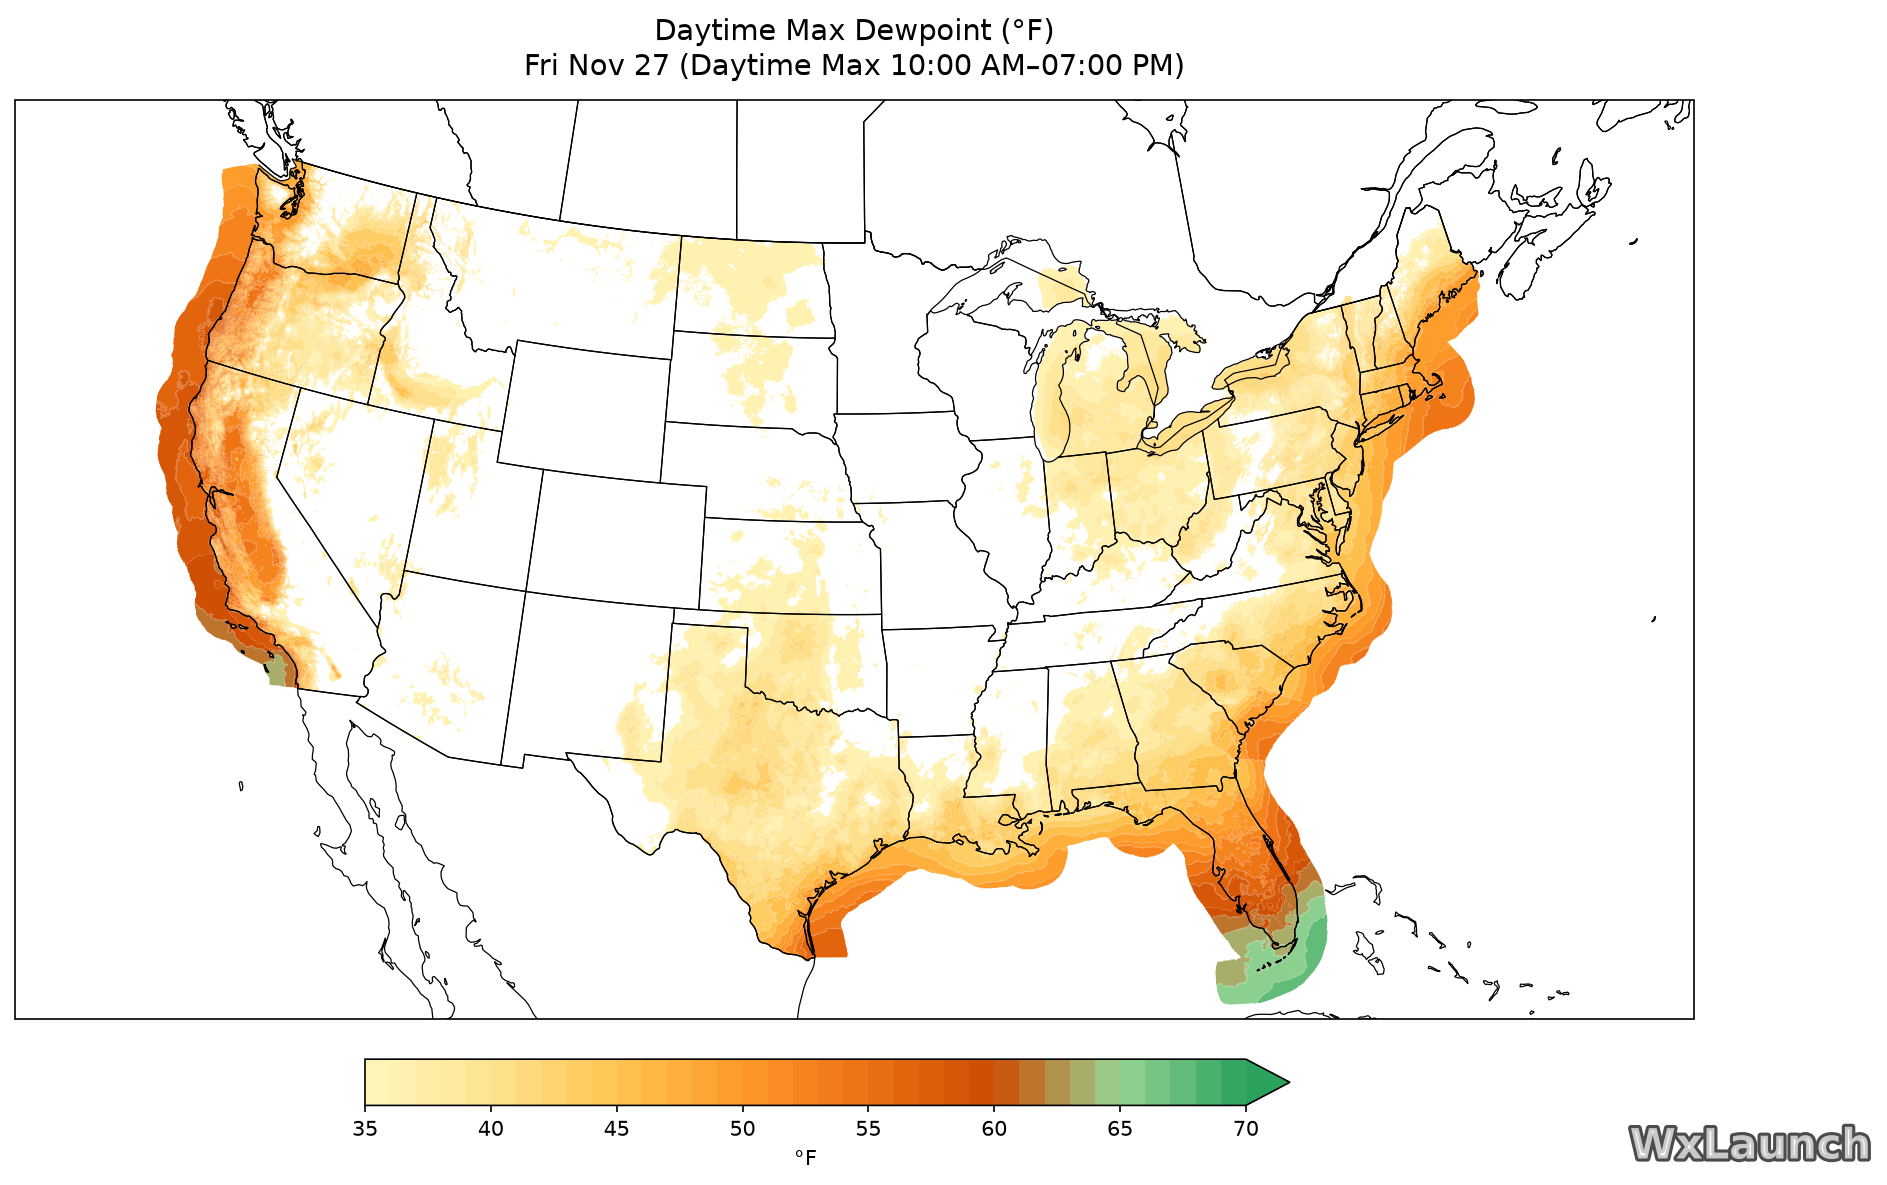 Daytime Max Dewpoint (°F)
Fri Nov 27 (Daytime Max 10:00 AM–07:00 PM)
35 40 45 50 55 60 65 70
°F
WxLaunch